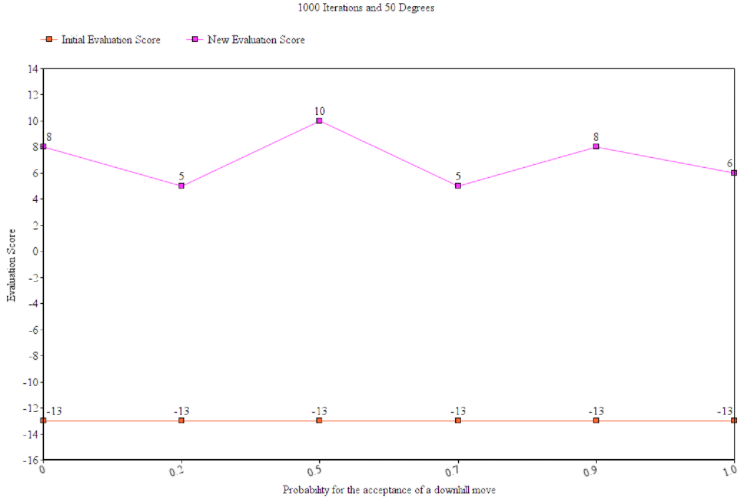 1000 Iterations and 50 Degrees
Initial Evaluation Score New Evaluation Score
14
12
10
8
6
4
2
0
-2
-4
-6
-8
-10
-12
-14
-16
Evaluation Score
8 5 10 5 8 6
-13 -13 -13 -13 -13 -13
0 0.2 0.5 0.7 0.9 1.0
Probability for the acceptance of a downhill move